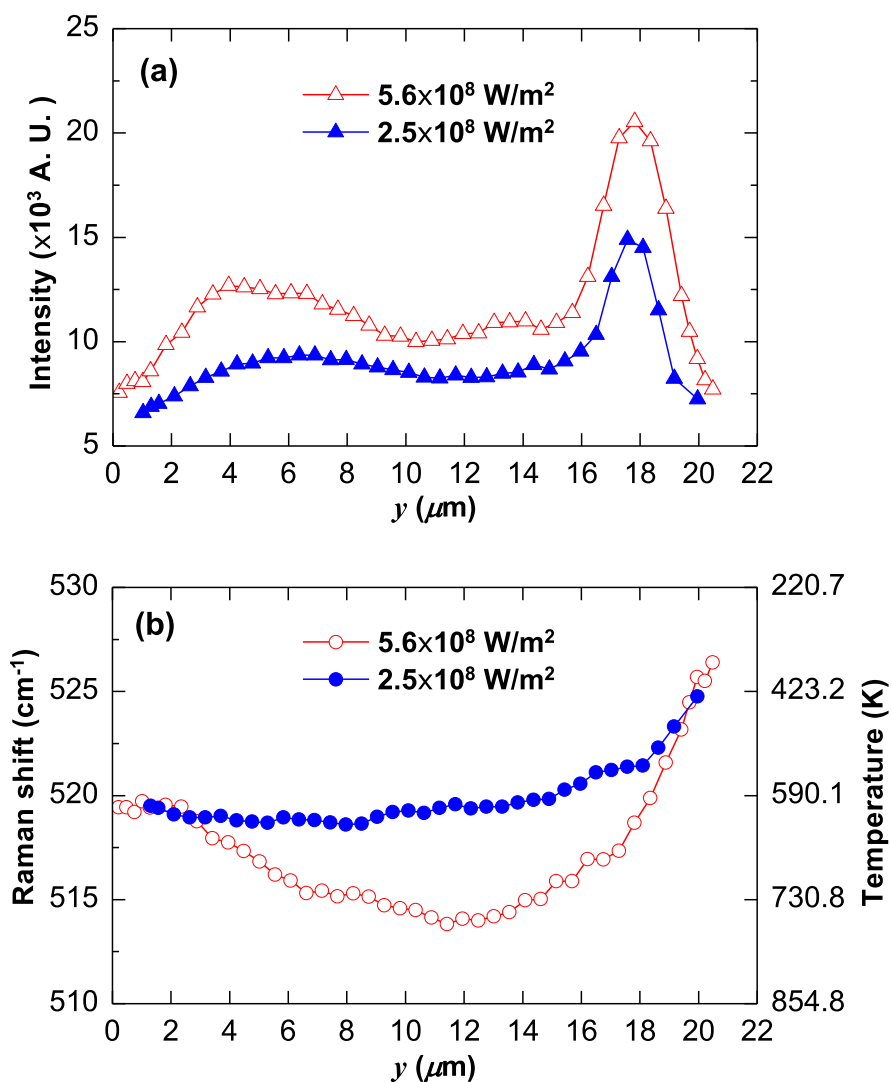 (a)
5.6×10⁸ W/m²
2.5×10⁸ W/m²
Intensity (×10³ A. U. )
25
20
15
10
5
0 2 4 6 8 10 12 14 16 18 20 22
y (μm)
(b)
5.6×10⁸ W/m²
2.5×10⁸ W/m²
Raman shift (cm⁻¹)
530
525
520
515
510
220.7
423.2
590.1
730.8
854.8
Temperature (K)
0 2 4 6 8 10 12 14 16 18 20 22
y (μm)